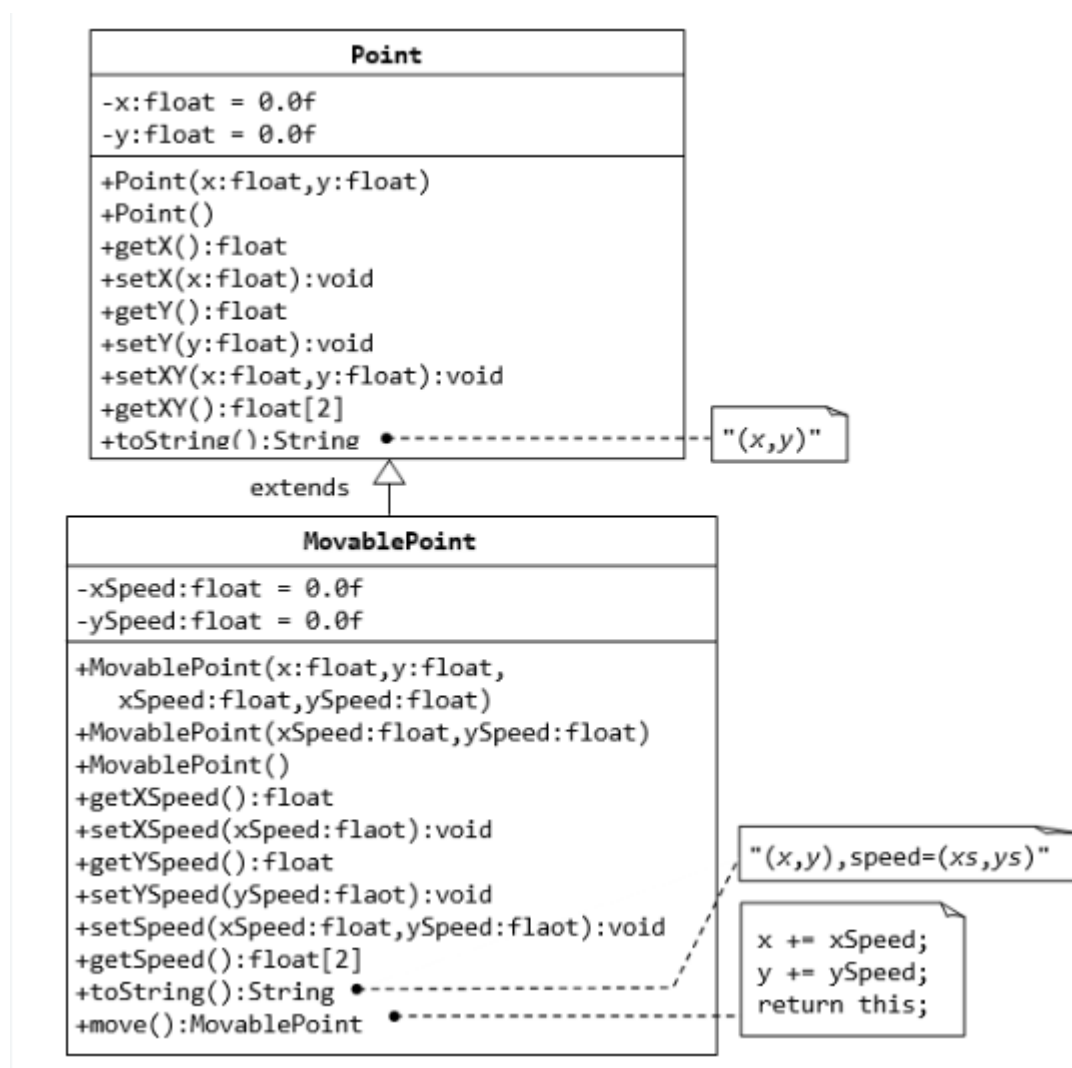 Point
-x:float = 0.0f
-y:float = 0.0f
+Point(x:float,y:float)
+Point()
+getX():float
+setX(x:float):void
+getY():float
+setY(y:float):void
+setXY(x:float,y:float):void
+getXY():float[2]
+toString():String
"(x,y)"
extends
MovablePoint
-xSpeed:float = 0.0f
-ySpeed:float = 0.0f
+MovablePoint(x:float,y:float,
xSpeed:float,ySpeed:float)
+MovablePoint(xSpeed:float,ySpeed:float)
+MovablePoint()
+getXSpeed():float
+setXSpeed(xSpeed:flaot):void
+getYSpeed():float
+setYSpeed(ySpeed:flaot):void
+setSpeed(xSpeed:float,ySpeed:flaot):void
+getSpeed():float[2]
+toString():String
+move():MovablePoint
"(x,y),speed=(xs,ys)"
x += xSpeed;
y += ySpeed;
return this;